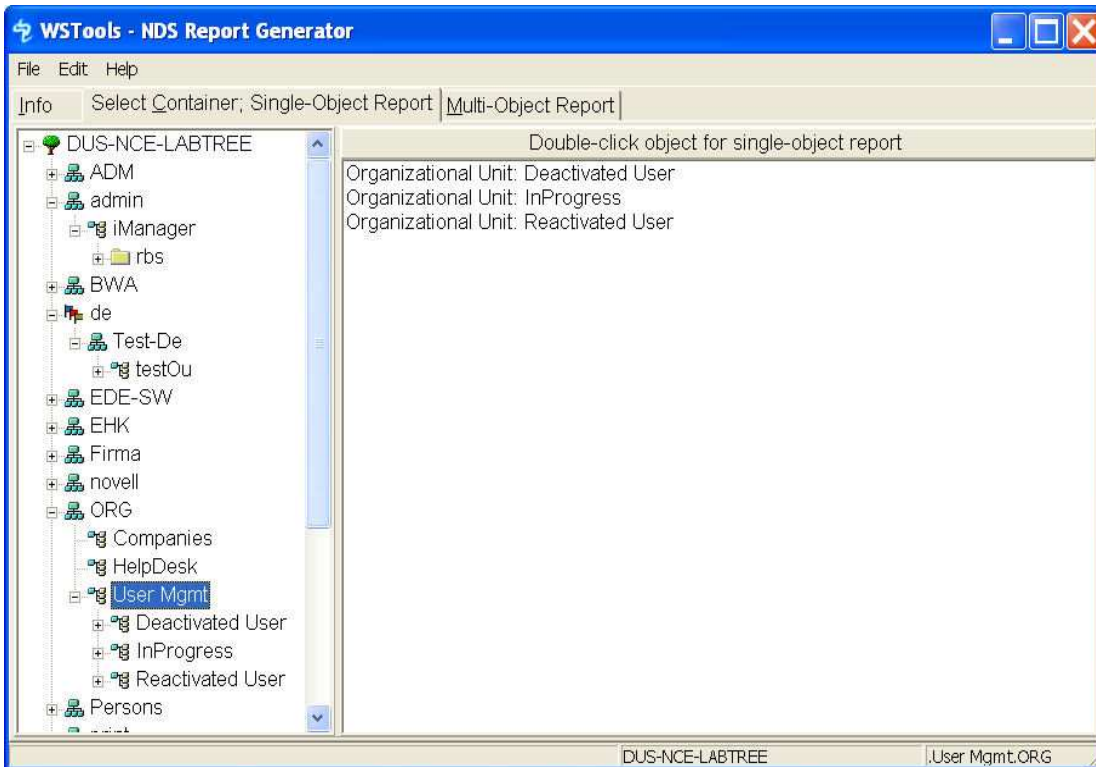 WSTools - NDS Report Generator
File Edit Help
Info Select Container; Single-Object Report Multi-Object Report
DUS-NCE-LABTREE
ADM
admin
iManager
rbs
BWA
de
Test-De
testOu
EDE-SW
EHK
Firma
novell
ORG
Companies
HelpDesk
User Mgmt
Deactivated User
InProgress
Reactivated User
Persons
Double-click object for single-object report
Organizational Unit: Deactivated User
Organizational Unit: InProgress
Organizational Unit: Reactivated User
DUS-NCE-LABTREE .User Mgmt.ORG